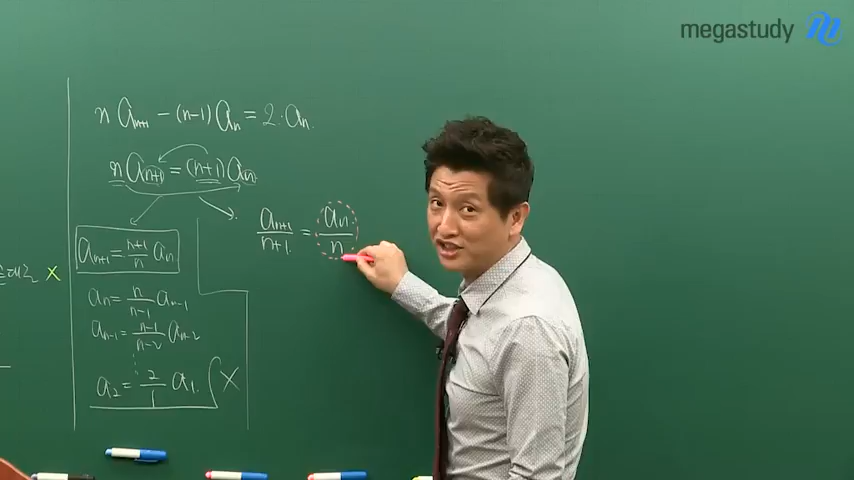 megastudy
n a_{n+1} - (n-1) a_n = 2 · a_n.
n a_{n+1} = (n+1) a_n.
a_{n+1}/n+1. = a_n/n
a_{n+1} = n+1/n a_n
X
a_n = n/n-1 a_{n-1}
a_{n-1} = n-1/n-2 a_{n-2}
⋮
a_2 = 2/1 a_1. X